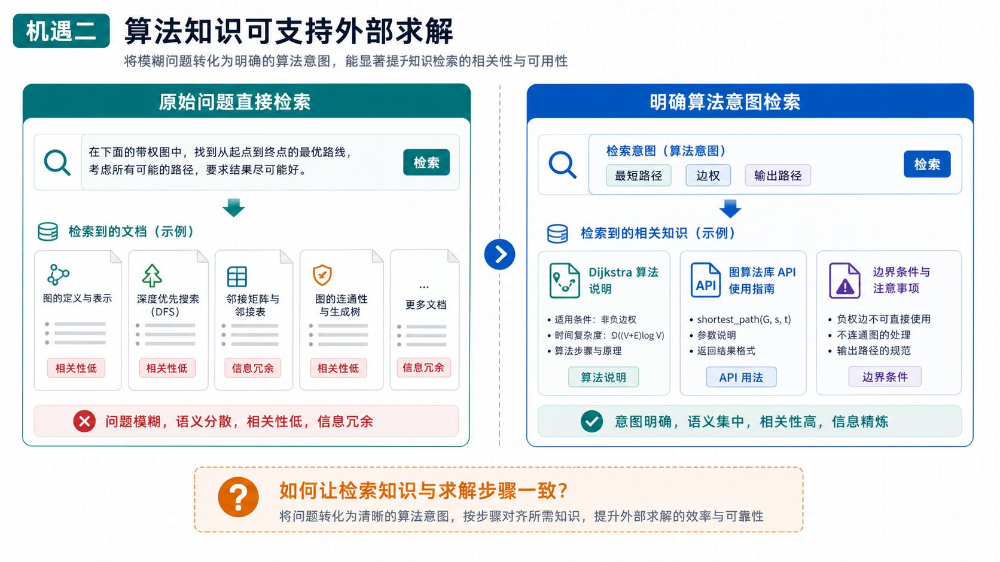 机遇二
算法知识可支持外部求解
将模糊问题转化为明确的算法意图，能显著提升知识检索的相关性与可用性
原始问题直接检索
在下面的带权图中，找到从起点到终点的最优路线，
考虑所有可能的路径，要求结果尽可能好。
检索
检索到的文档（示例）
图的定义与表示
相关性低
深度优先搜索
（DFS）
相关性低
邻接矩阵与
邻接表
信息冗余
图的连通性
与生成树
相关性低
...
更多文档
信息冗余
问题模糊，语义分散，相关性低，信息冗余
明确算法意图检索
检索意图（算法意图）
最短路径
边权
输出路径
检索
检索到的相关知识（示例）
Dijkstra 算法
说明
• 适用条件：非负边权
• 时间复杂度：O((V+E)log V)
• 算法步骤与原理
算法说明
API
图算法库 API
使用指南
• shortest_path(G, s, t)
• 参数说明
• 返回结果格式
API 用法
边界条件与
注意事项
• 负权边不可直接使用
• 不连通图的处理
• 输出路径的规范
边界条件
意图明确，语义集中，相关性高，信息精炼
如何让检索知识与求解步骤一致？
将问题转化为清晰的算法意图，按步骤对齐所需知识，提升外部求解的效率与可靠性